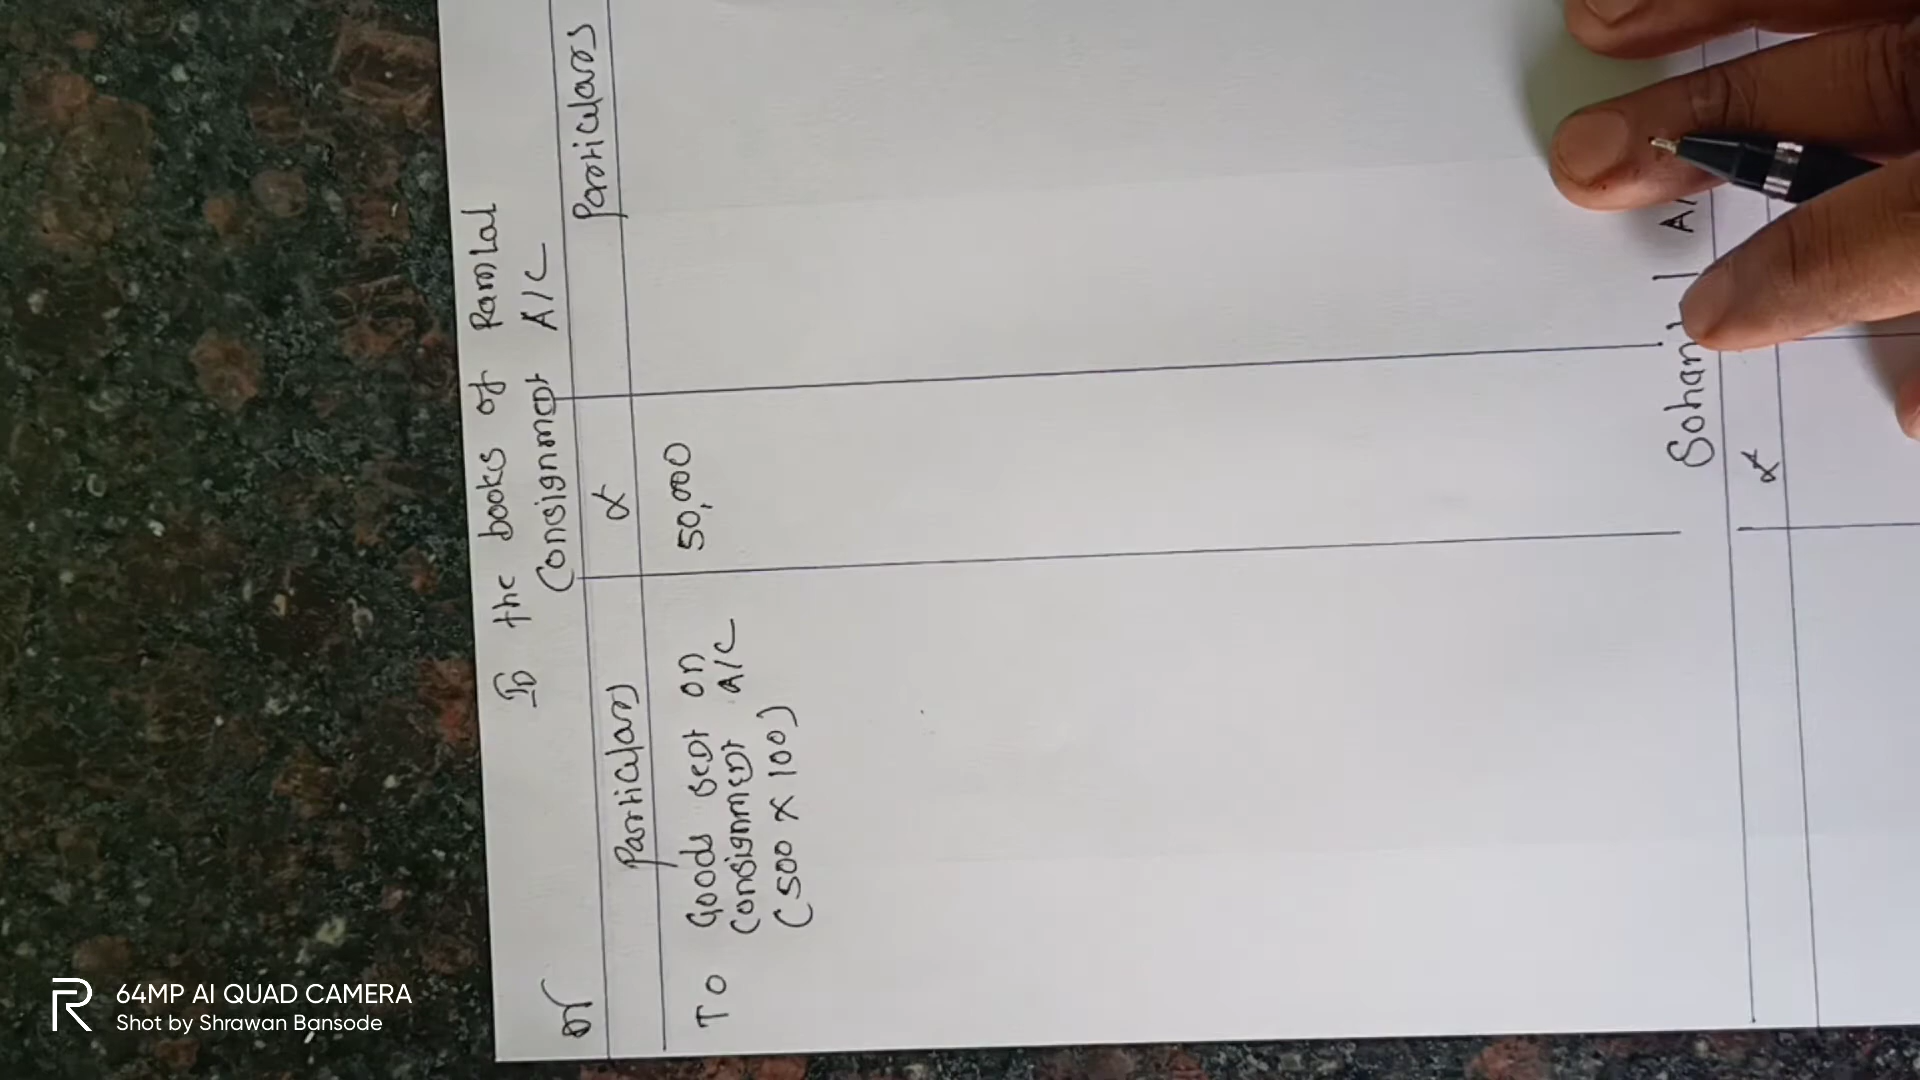 In the books of Ramlal
Consignment A/C
Dr
Particulars ₹ Particulars
To Goods sent on 50,000
Consignment A/C
(500 × 100)
₹
64MP AI QUAD CAMERA
Shot by Shrawan Bansode